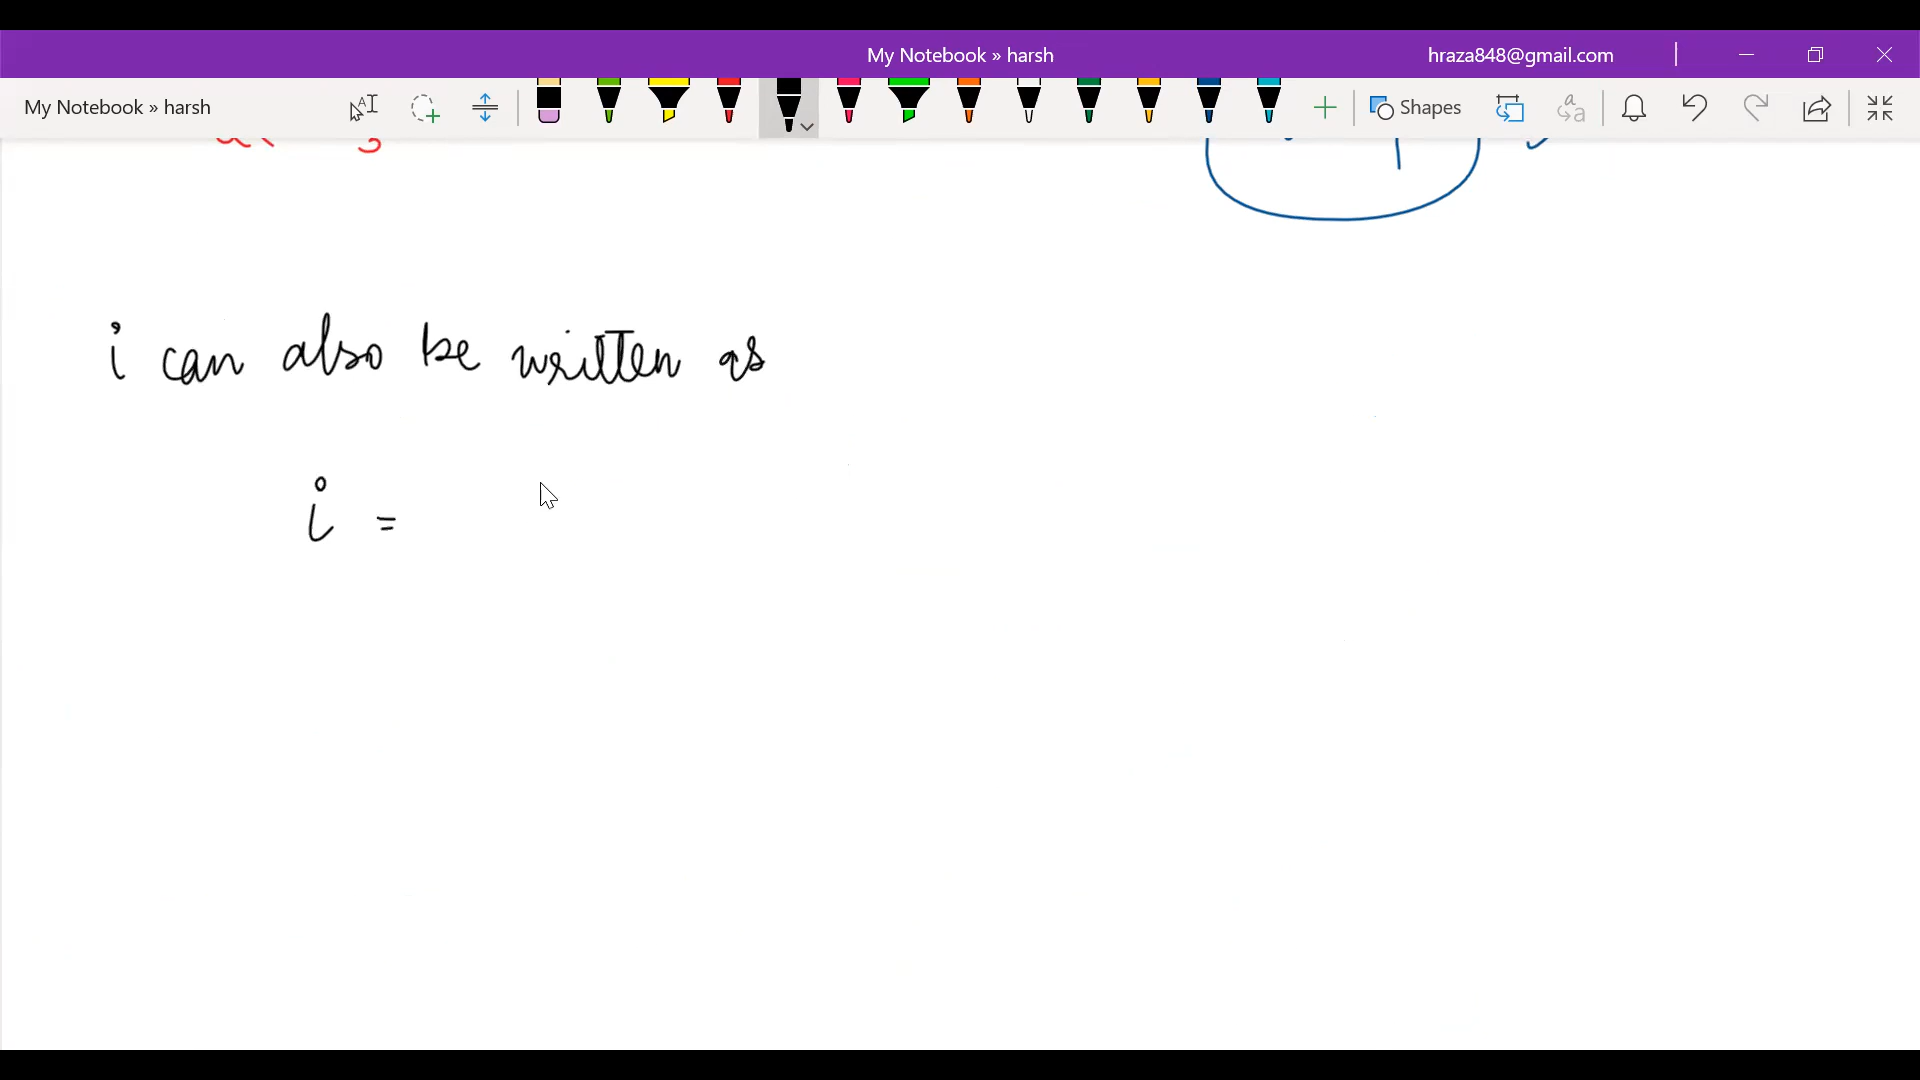 My Notebook » harsh
hraza848@gmail.com
My Notebook » harsh
Shapes
i can also be written as
i =